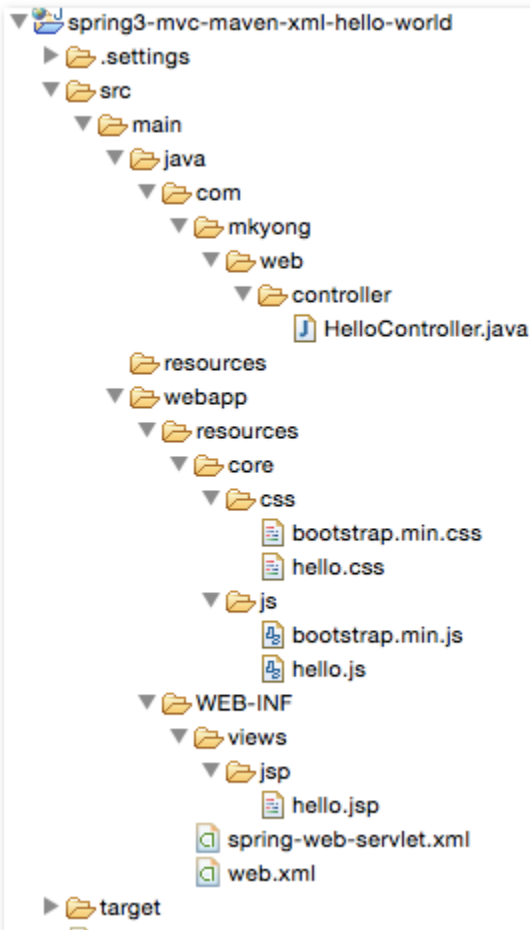 spring3-mvc-maven-xml-hello-world
.settings
src
main
java
com
mkyong
web
controller
HelloController.java
resources
webapp
resources
core
css
bootstrap.min.css
hello.css
js
bootstrap.min.js
hello.js
WEB-INF
views
jsp
hello.jsp
spring-web-servlet.xml
web.xml
target